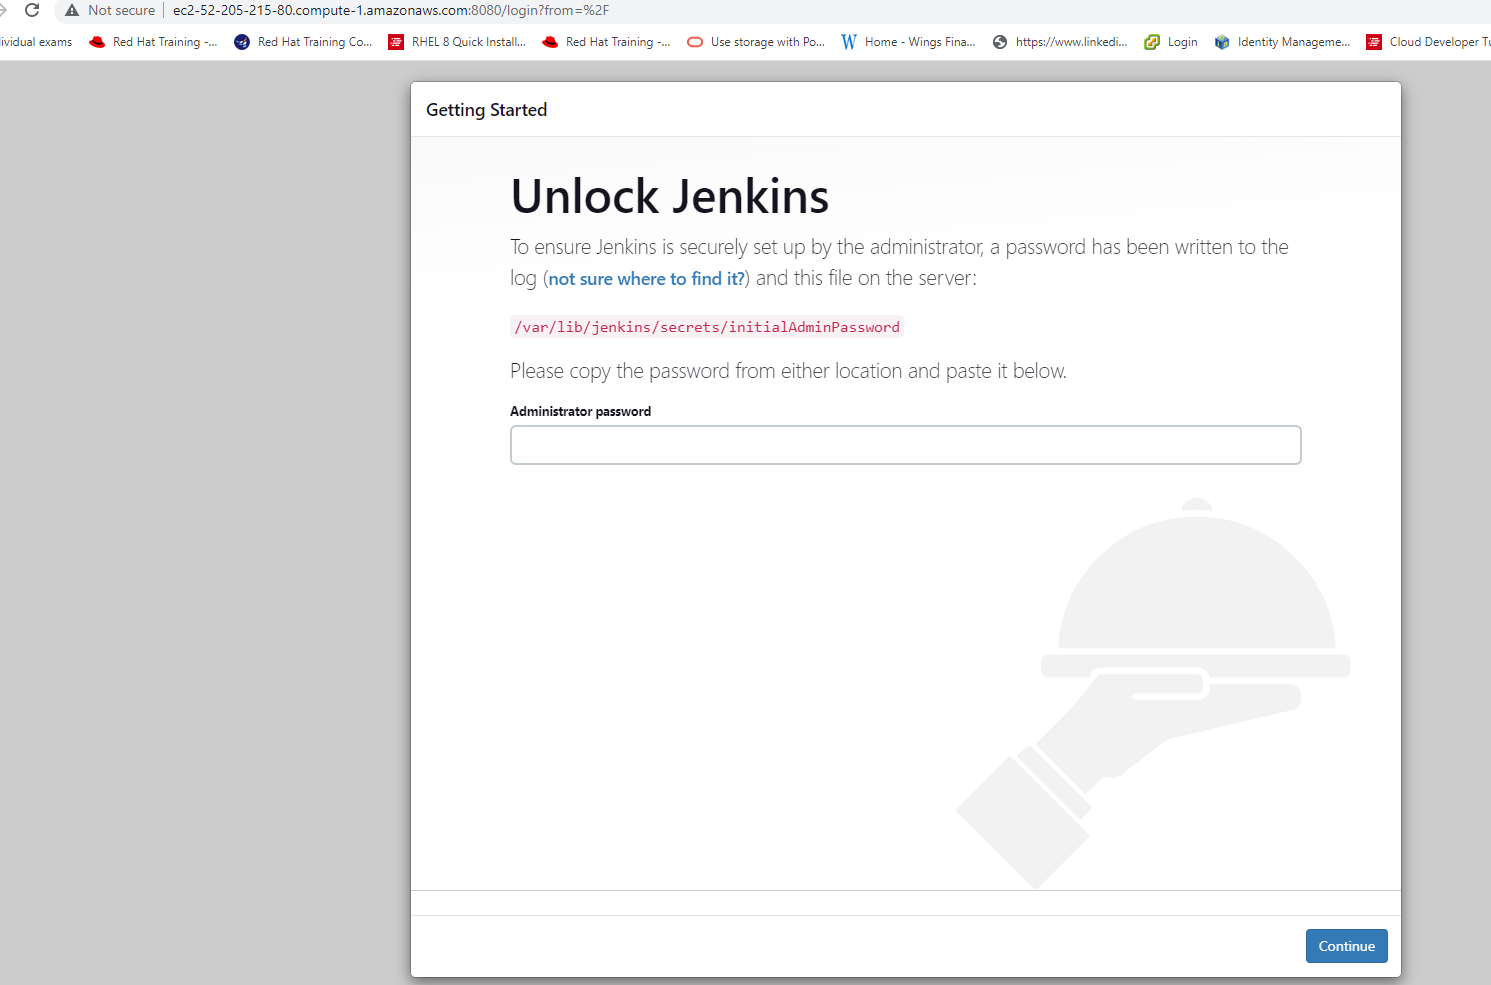 Not secure ec2-52-205-215-80.compute-1.amazonaws.com:8080/login?from=%2F
ividual exams Red Hat Training -... Red Hat Training Co... RHEL 8 Quick Install... Red Hat Training -... Use storage with Po... Home - Wings Fina... https://www.linkedi... Login Identity Manageme... Cloud Developer Tu
Getting Started
Unlock Jenkins
To ensure Jenkins is securely set up by the administrator, a password has been written to the
log (not sure where to find it?) and this file on the server:
/var/lib/jenkins/secrets/initialAdminPassword
Please copy the password from either location and paste it below.
Administrator password
Continue